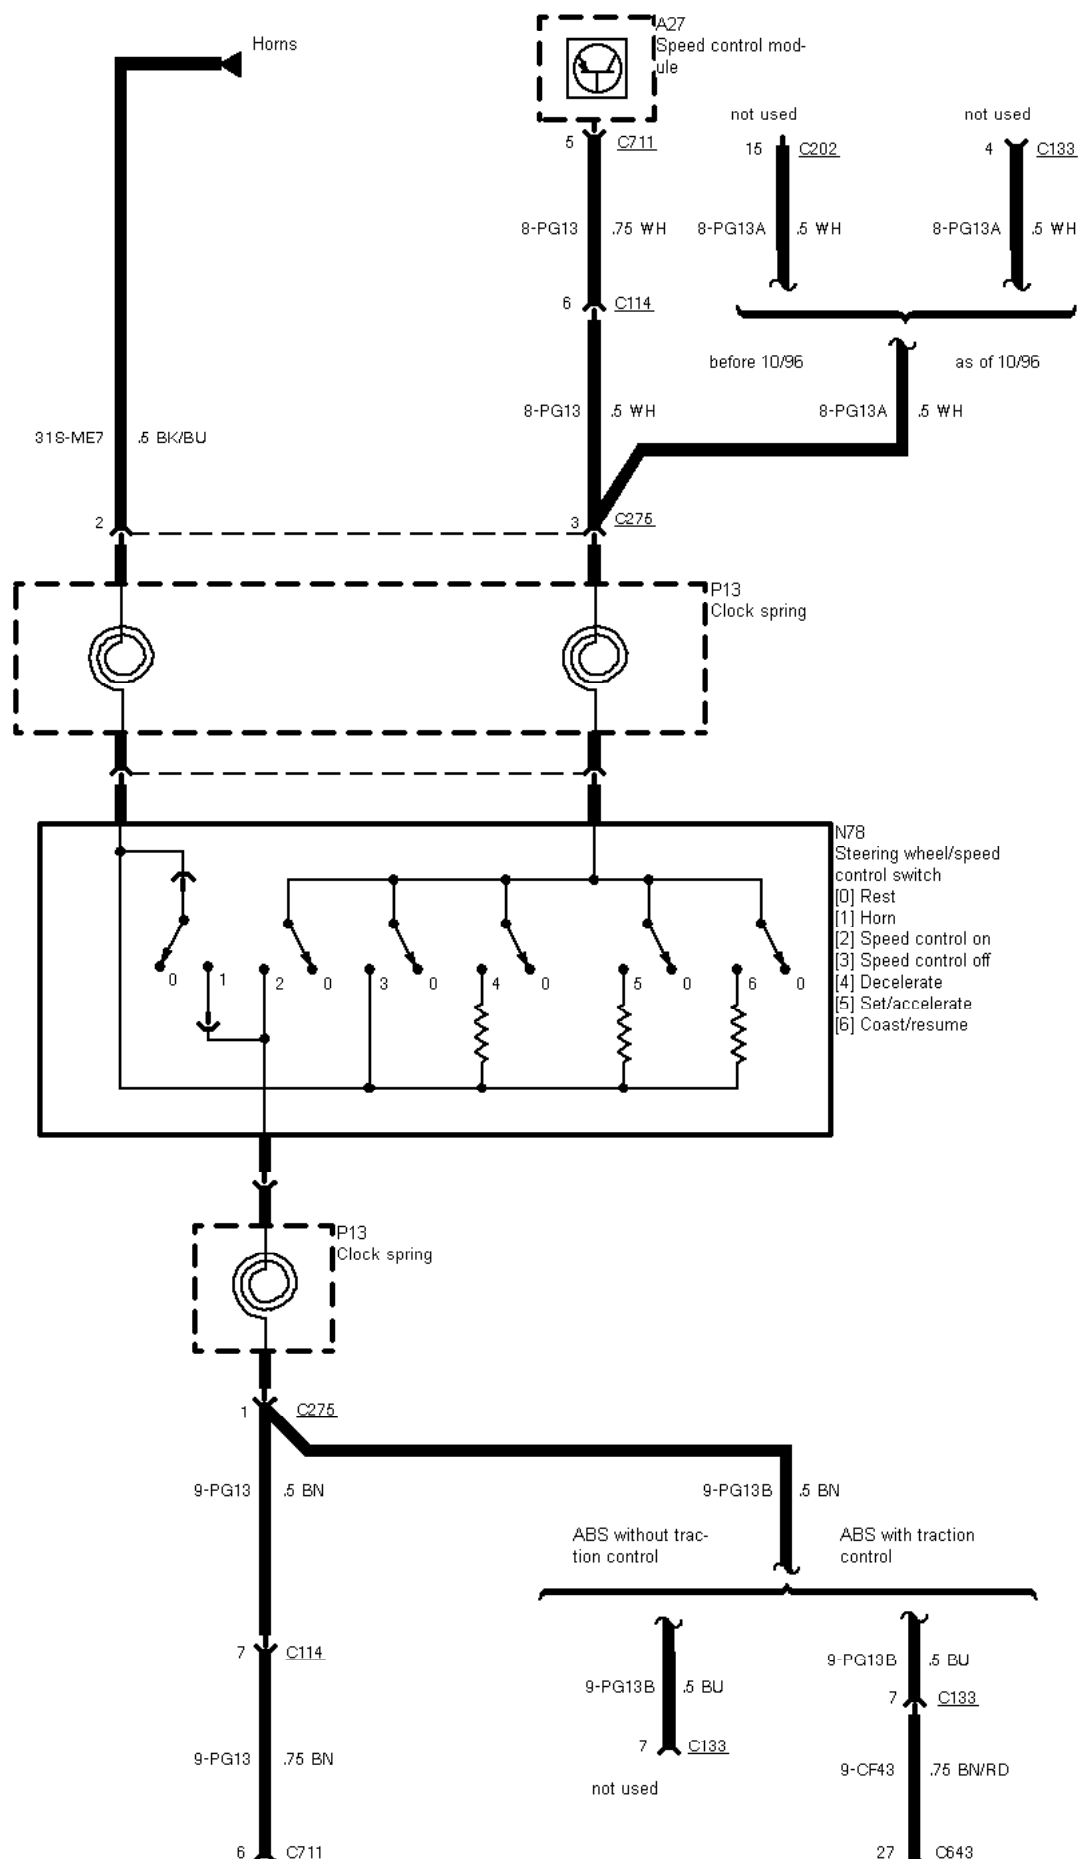 Horns
A27
Speed control mod-
ule
not used
not used
5 C711
15 C202
4 C133
8-PG13 .75 WH
8-PG13A .5 WH
8-PG13A .5 WH
6 C114
before 10/96
as of 10/96
8-PG13 .5 WH
8-PG13A .5 WH
31S-ME7 .5 BK/BU
2
3 C275
P13
Clock spring
N78
Steering wheel/speed
control switch
[0] Rest
[1] Horn
[2] Speed control on
[3] Speed control off
[4] Decelerate
[5] Set/accelerate
[6] Coast/resume
0 1 2 0 3 0 4 0 5 0 6 0
P13
Clock spring
1 C275
9-PG13 .5 BN
9-PG13B .5 BN
ABS without trac-
tion control
ABS with traction
control
7 C114
9-PG13B .5 BU
9-PG13B .5 BU
7 C133
7 C133
9-PG13 .75 BN
9-CF43 .75 BN/RD
not used
6 C711
27 C643